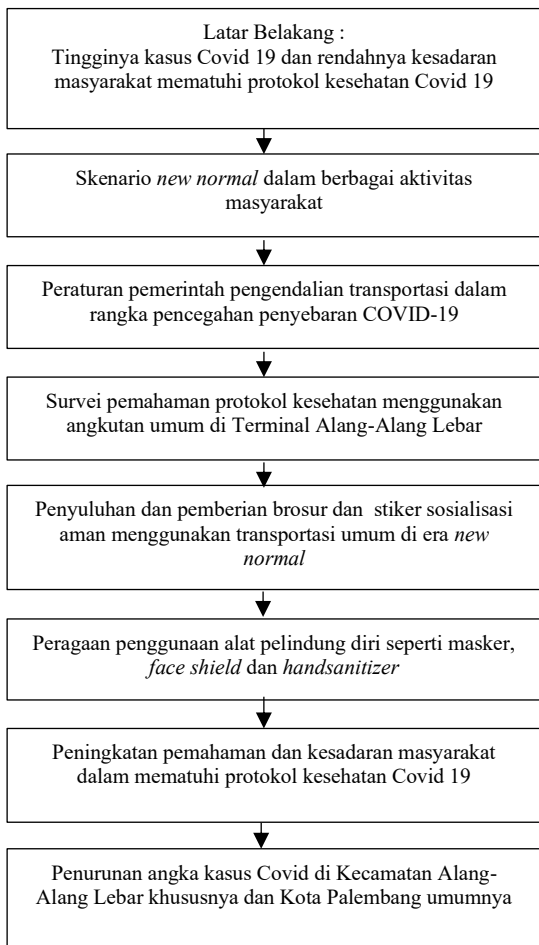 Latar Belakang :
Tingginya kasus Covid 19 dan rendahnya kesadaran
masyarakat mematuhi protokol kesehatan Covid 19
Skenario new normal dalam berbagai aktivitas
masyarakat
Peraturan pemerintah pengendalian transportasi dalam
rangka pencegahan penyebaran COVID-19
Survei pemahaman protokol kesehatan menggunakan
angkutan umum di Terminal Alang-Alang Lebar
Penyuluhan dan pemberian brosur dan stiker sosialisasi
aman menggunakan transportasi umum di era new
normal
Peragaan penggunaan alat pelindung diri seperti masker,
face shield dan handsanitizer
Peningkatan pemahaman dan kesadaran masyarakat
dalam mematuhi protokol kesehatan Covid 19
Penurunan angka kasus Covid di Kecamatan Alang-
Alang Lebar khususnya dan Kota Palembang umumnya